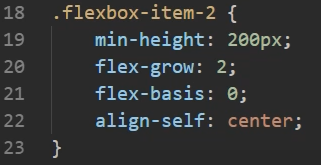 18 .flexbox-item-2 {
19     min-height: 200px;
20     flex-grow: 2;
21     flex-basis: 0;
22     align-self: center;
23 }